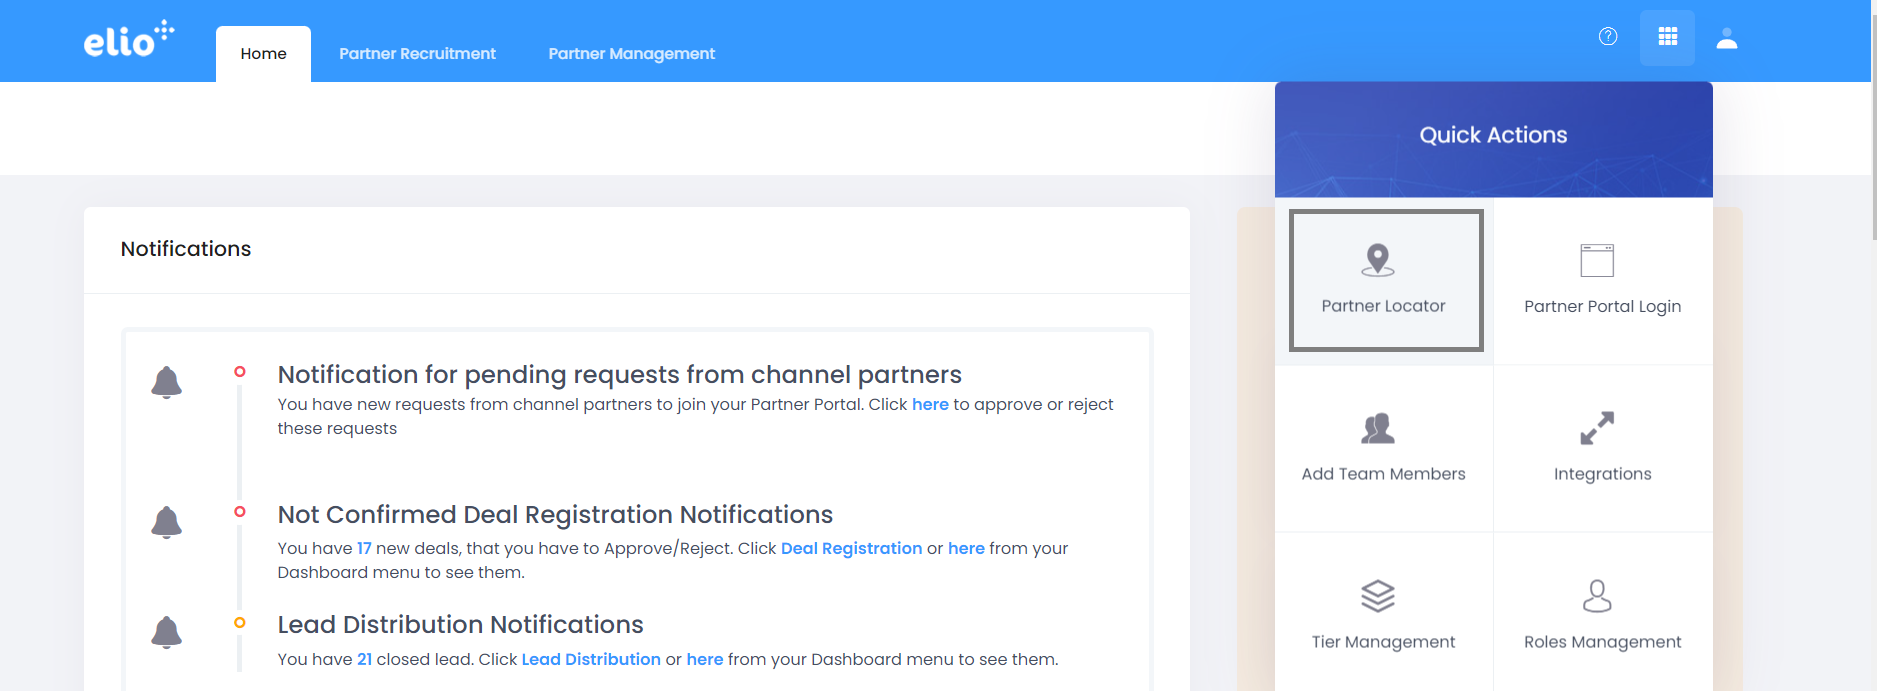 elio
Home
Partner Recruitment
Partner Management
?
Quick Actions
Partner Locator
Partner Portal Login
Add Team Members
Integrations
Tier Management
Roles Management
Notifications
Notification for pending requests from channel partners
You have new requests from channel partners to join your Partner Portal. Click here to approve or reject
these requests
Not Confirmed Deal Registration Notifications
You have 17 new deals, that you have to Approve/Reject. Click Deal Registration or here from your
Dashboard menu to see them.
Lead Distribution Notifications
You have 21 closed lead. Click Lead Distribution or here from your Dashboard menu to see them.